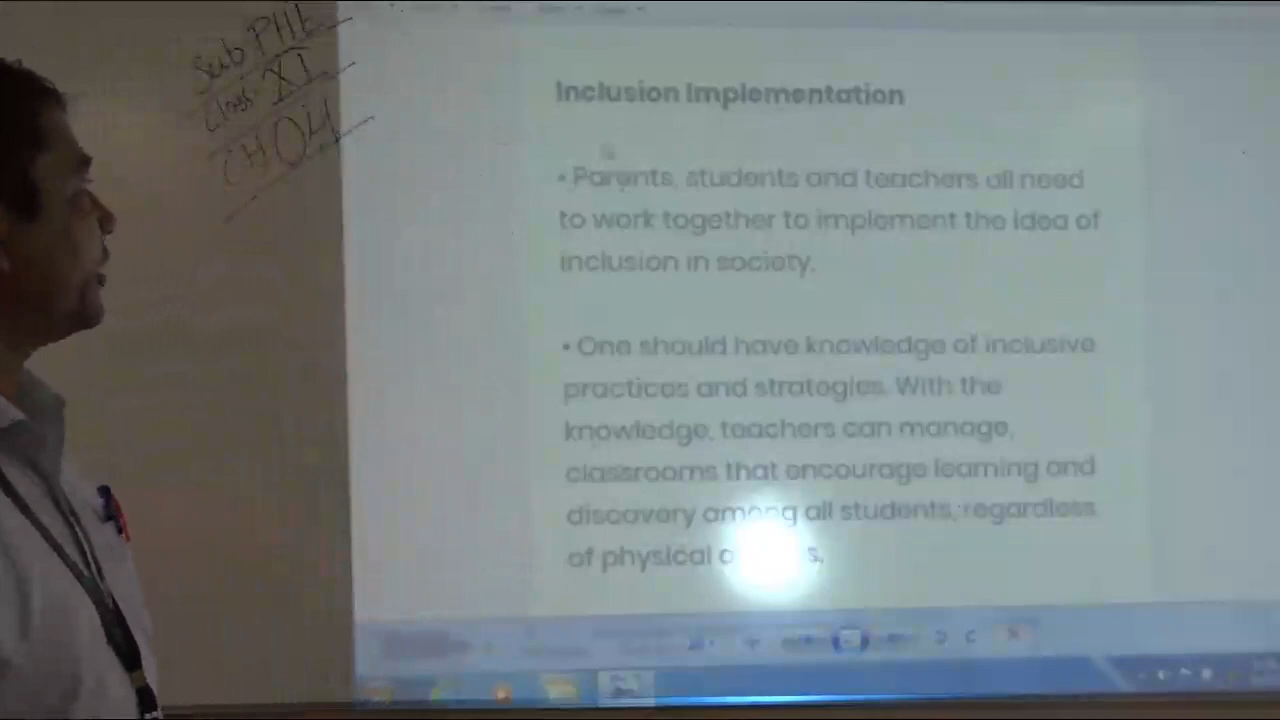 Sub PHE
Class XI
CH 04
Inclusion Implementation
• Parents, students and teachers all need
to work together to implement the idea of
inclusion in society.
• One should have knowledge of inclusive
practices and strategies. With the
knowledge, teachers can manage,
classrooms that encourage learning and
discovery among all students, regardless
of physical